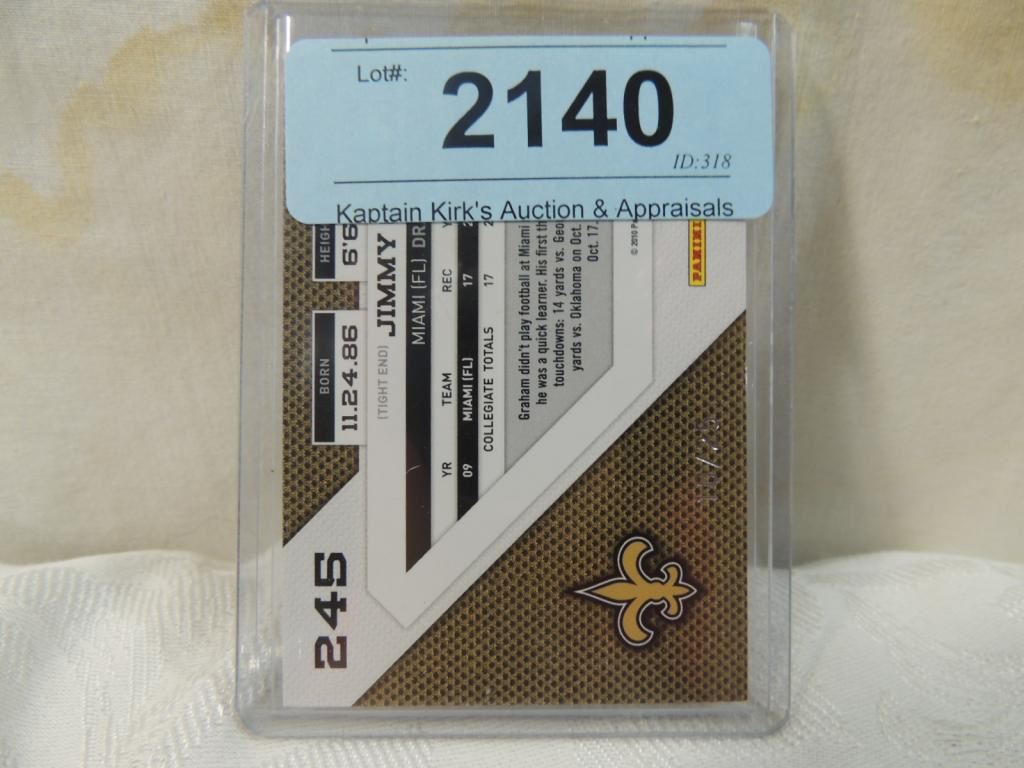 Lot#:
2140
ID:318
Kaptain Kirk's Auction & Appraisals
245
BORN
11.24.86
HEIGH
6'6
(TIGHT END)
JIMMY
MIAMI (FL) DR
YR TEAM REC
09 MIAMI (FL) 17
COLLEGIATE TOTALS 17
Graham didn't play football at Miami
he was a quick learner. His first th
touchdowns: 14 yards vs. Geo
yards vs. Oklahoma on Oct.
Oct. 17.
© 2010 P
PANINI